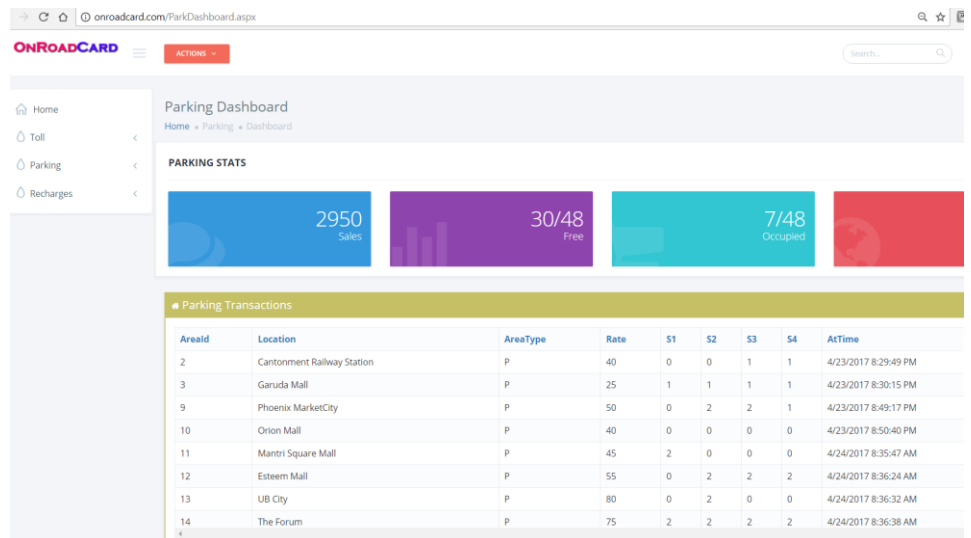 onroadcard.com/ParkDashboard.aspx
ONROADCARD
ACTIONS
Search...
Home
Toll
Parking
Recharges
Parking Dashboard
Home Parking Dashboard
PARKING STATS
2950
Sales
30/48
Free
7/48
Occupied
Parking Transactions
AreaId Location AreaType Rate S1 S2 S3 S4 AtTime
2 Cantonment Railway Station P 40 0 0 1 1 4/23/2017 8:29:49 PM
3 Garuda Mall P 25 1 1 1 1 4/23/2017 8:30:15 PM
9 Phoenix MarketCity P 50 0 2 2 1 4/23/2017 8:49:17 PM
10 Orion Mall P 40 0 0 0 0 4/23/2017 8:50:40 PM
11 Mantri Square Mall P 45 2 0 0 0 4/24/2017 8:35:47 AM
12 Esteem Mall P 55 0 2 2 2 4/24/2017 8:36:24 AM
13 UB City P 80 0 2 0 0 4/24/2017 8:36:32 AM
14 The Forum P 75 2 2 2 2 4/24/2017 8:36:38 AM